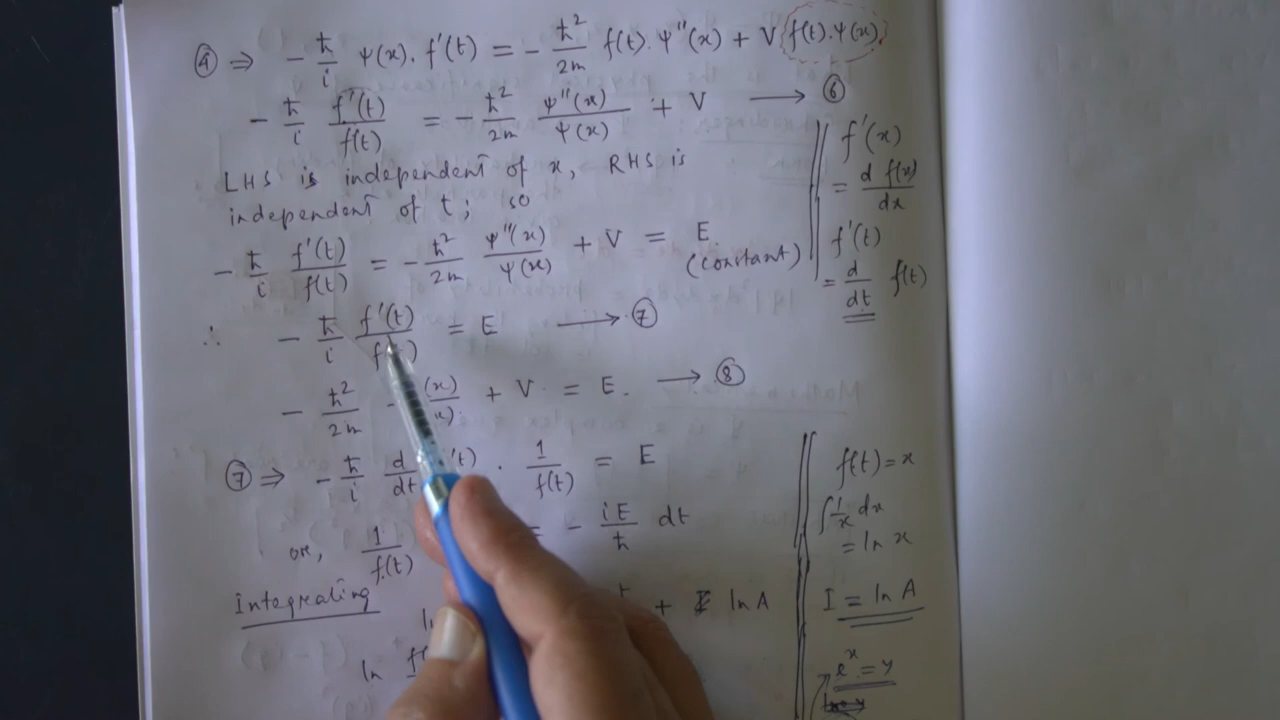 ④ ⇒ - ħ/i ψ(x). f'(t) = - ħ²/2m f(t). ψ''(x) + V f(t).ψ(x).
- ħ/i f'(t)/f(t) = - ħ²/2m ψ''(x)/ψ(x) + V ⟶ ⑥
LHS is independent of x, RHS is
independent of t; so
- ħ/i f'(t)/f(t) = - ħ²/2m ψ''(x)/ψ(x) + V = E.
(constant)
∴ - ħ/i f'(t)/f(t) = E ⟶ ⑦
- ħ²/2m (x) + V = E. ⟶ ⑧
⑦ ⇒ - ħ/i d/dt t) . 1/f(t) = E
or, 1/f(t) = - iE/ħ dt
Integrating
+ ln A
ln
f'(x)
= d f(x)/dx
f'(t)
= d/dt f(t)
f(t) = x
∫ 1/x dx
= ln x
I = ln A
eˣ = y